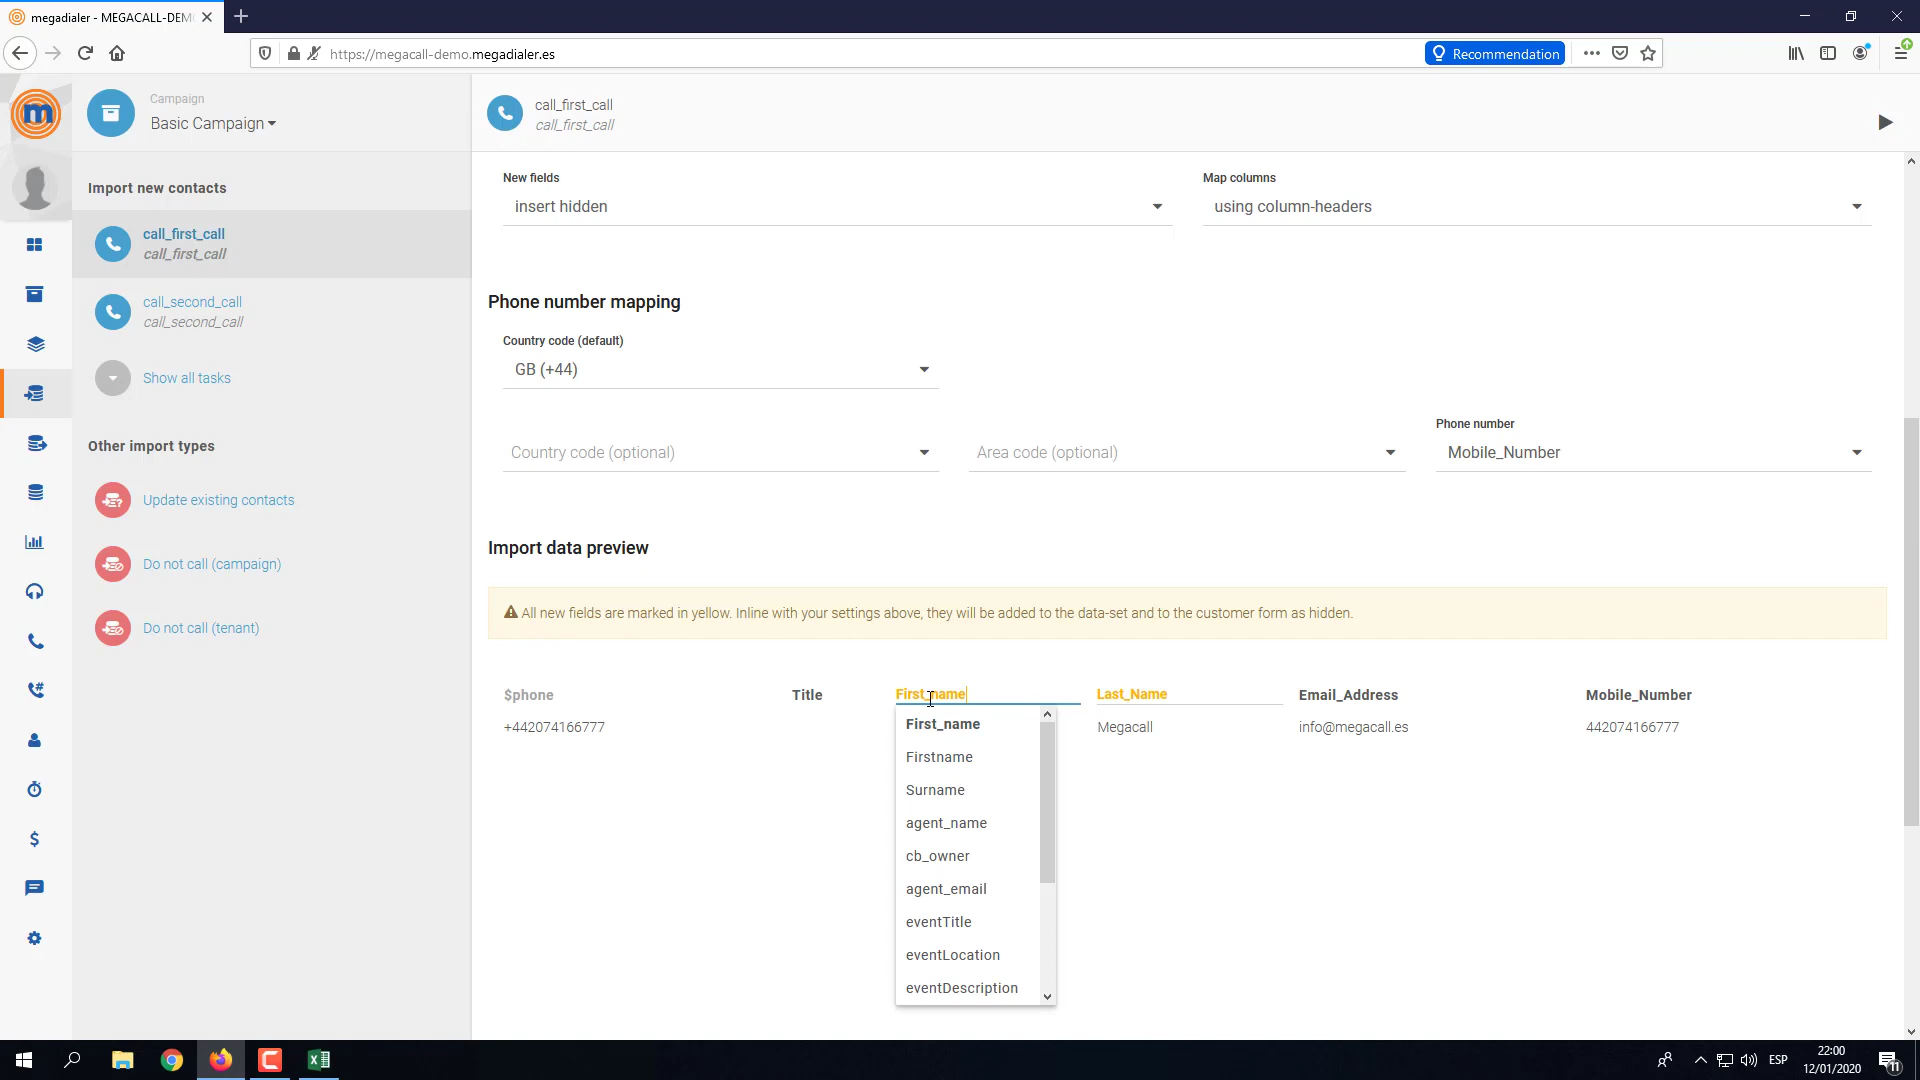 megadialer - MEGACALL-DEM
https://megacall-demo.megadialer.es
Recommendation
m
Campaign
Basic Campaign
Import new contacts
call_first_call
call_first_call
call_second_call
call_second_call
Show all tasks
Other import types
Update existing contacts
Do not call (campaign)
Do not call (tenant)
call_first_call
call_first_call
New fields
Map columns
insert hidden
using column-headers
Phone number mapping
Country code (default)
GB (+44)
Phone number
Country code (optional)
Area code (optional)
Mobile_Number
Import data preview
All new fields are marked in yellow. Inline with your settings above, they will be added to the data-set and to the customer form as hidden.
$phone
Title
First_name
Last_Name
Email_Address
Mobile_Number
+442074166777
Megacall
info@megacall.es
442074166777
First_name
Firstname
Surname
agent_name
cb_owner
agent_email
eventTitle
eventLocation
eventDescription
ESP
22:00
12/01/2020
11